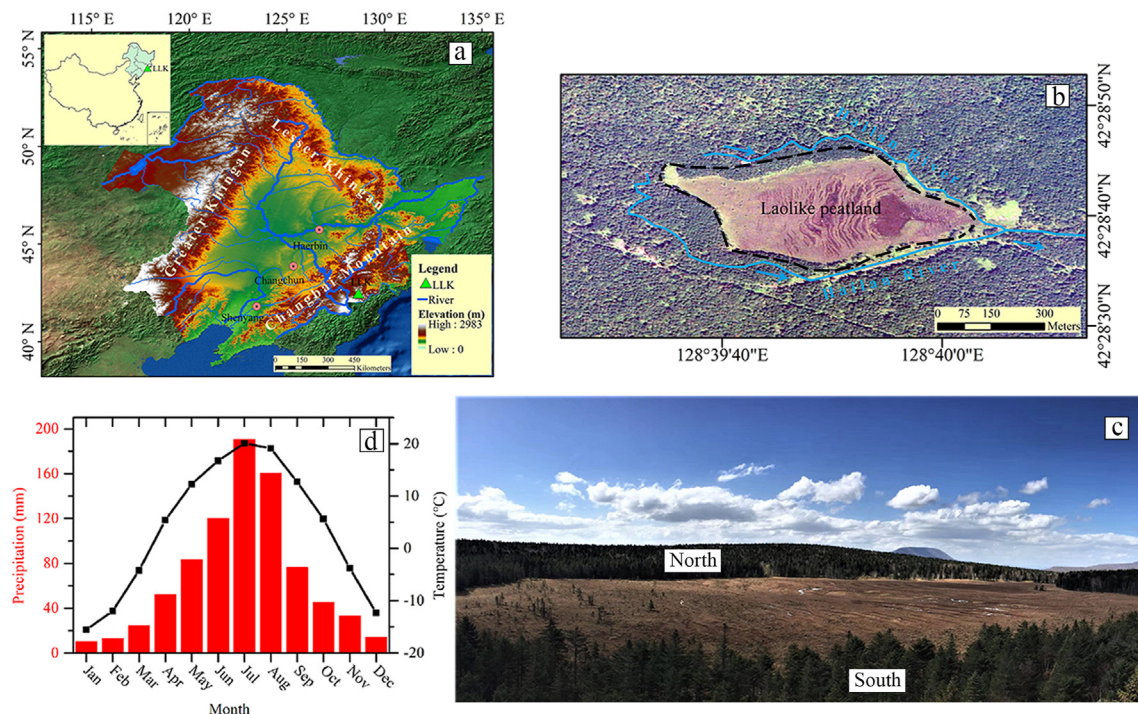 115° E
120° E
125° E
130° E
135° E
a
55° N
50° N
45° N
40° N
LLK
Lesser Khingan
Greater Khingan
Changbai Mountain
Haerbin
Changchun
Shenyang
LLK
Legend
LLK
River
Elevation (m)
High : 2983
Low : 0
0 150 300 450
Kilometers
b
River
Laolike peatland
Hailan River
0 75 150 300
Meters
128°39'40"E
128°40'0"E
42°28'50"N
42°28'40"N
42°28'30"N
d
Precipitation (mm)
200
160
120
80
40
0
Temperature (°C)
20
10
0
-10
-20
Jan
Feb
Mar
Apr
May
Jun
Jul
Aug
Sep
Oct
Nov
Dec
Month
c
North
South